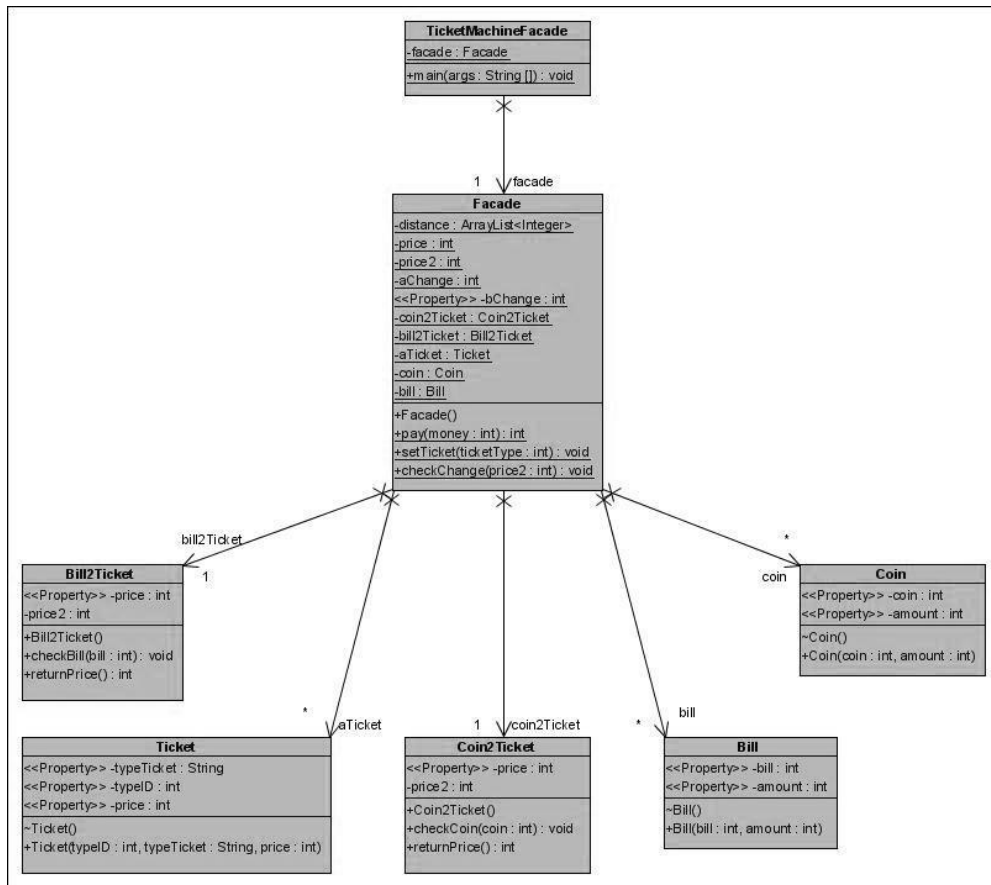 TicketMachineFacade
-facade : Facade
+main(args : String []) : void
1
facade
Facade
-distance : ArrayList<Integer>
-price : int
-price2 : int
-aChange : int
<<Property>> -bChange : int
-coin2Ticket : Coin2Ticket
-bill2Ticket : Bill2Ticket
-aTicket : Ticket
-coin : Coin
-bill : Bill
+Facade()
+pay(money : int) : int
+setTicket(ticketType : int) : void
+checkChange(price2 : int) : void
bill2Ticket
1
Bill2Ticket
<<Property>> -price : int
-price2 : int
+Bill2Ticket()
+checkBill(bill : int) : void
+returnPrice() : int
*
coin
Coin
<<Property>> -coin : int
<<Property>> -amount : int
~Coin()
+Coin(coin : int, amount : int)
*
aTicket
Ticket
<<Property>> -typeTicket : String
<<Property>> -typeID : int
<<Property>> -price : int
~Ticket()
+Ticket(typeID : int, typeTicket : String, price : int)
1
coin2Ticket
Coin2Ticket
<<Property>> -price : int
-price2 : int
+Coin2Ticket()
+checkCoin(coin : int) : void
+returnPrice() : int
*
bill
Bill
<<Property>> -bill : int
<<Property>> -amount : int
~Bill()
+Bill(bill : int, amount : int)